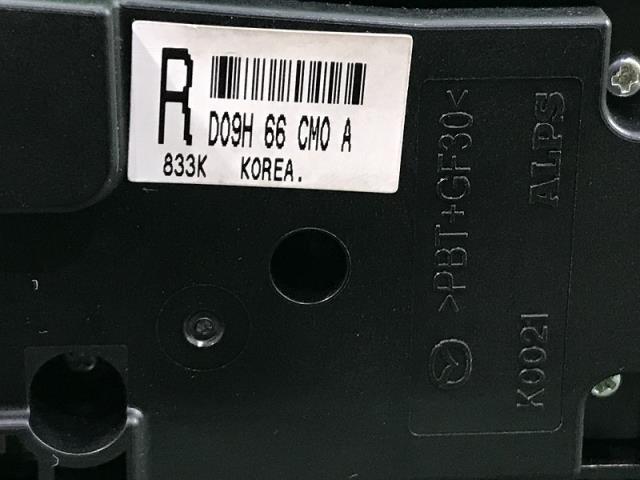 R
D09H 66 CM0 A
833K KOREA.
>PBT+GF30<
ALPS
K0021